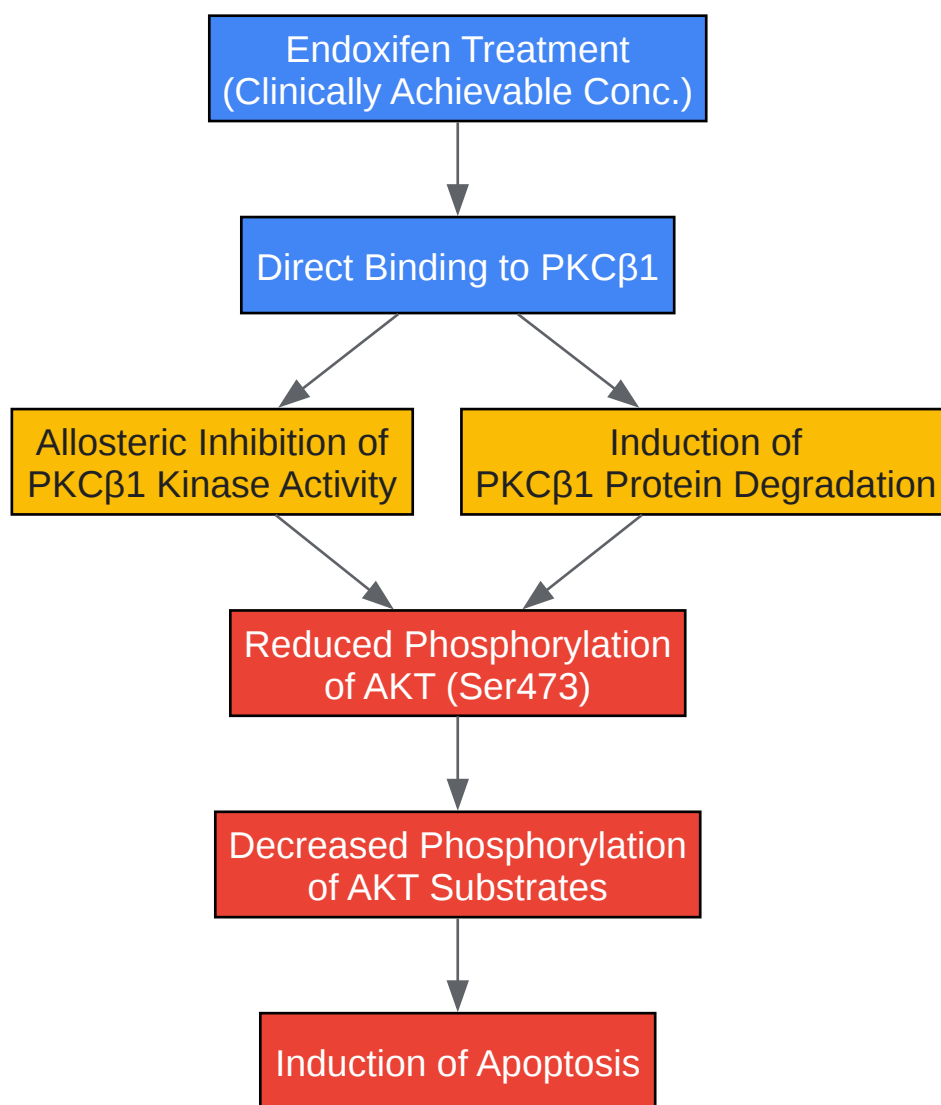 Endoxifen Treatment
(Clinically Achievable Conc.)
Direct Binding to PKCβ1
Allosteric Inhibition of
PKCβ1 Kinase Activity
Induction of
PKCβ1 Protein Degradation
Reduced Phosphorylation
of AKT (Ser473)
Decreased Phosphorylation
of AKT Substrates
Induction of Apoptosis